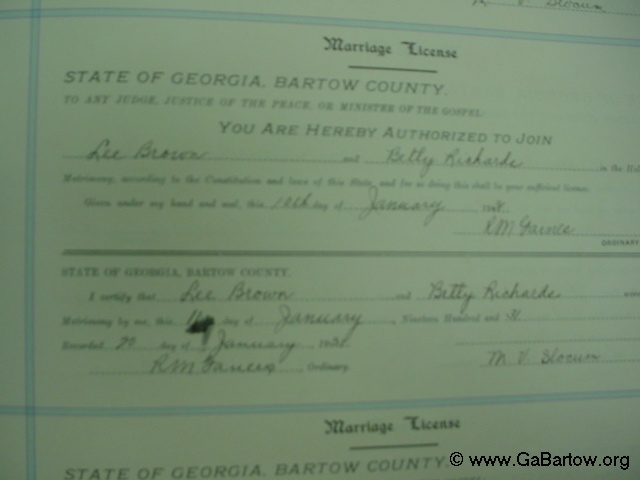 Marriage License
STATE OF GEORGIA, BARTOW COUNTY.
TO ANY JUDGE, JUSTICE OF THE PEACE, OR MINISTER OF THE GOSPEL:
YOU ARE HEREBY AUTHORIZED TO JOIN
Lee Brown and Betty Richards in the
Matrimony, according to the Constitution and laws of this State, and for so doing this shall be your sufficient license.
Given under my hand and seal, this day of January
R M Gaines
ORDINARY
STATE OF GEORGIA, BARTOW COUNTY.
I certify that Lee Brown and Betty Richards were
Matrimony by me, this day of January, Nineteen Hundred and
Recorded 20 day of January
R M Gaines, Ordinary. M V Slocum
Marriage License
STATE OF GEORGIA, BARTOW COUNTY.
© www.GaBartow.org